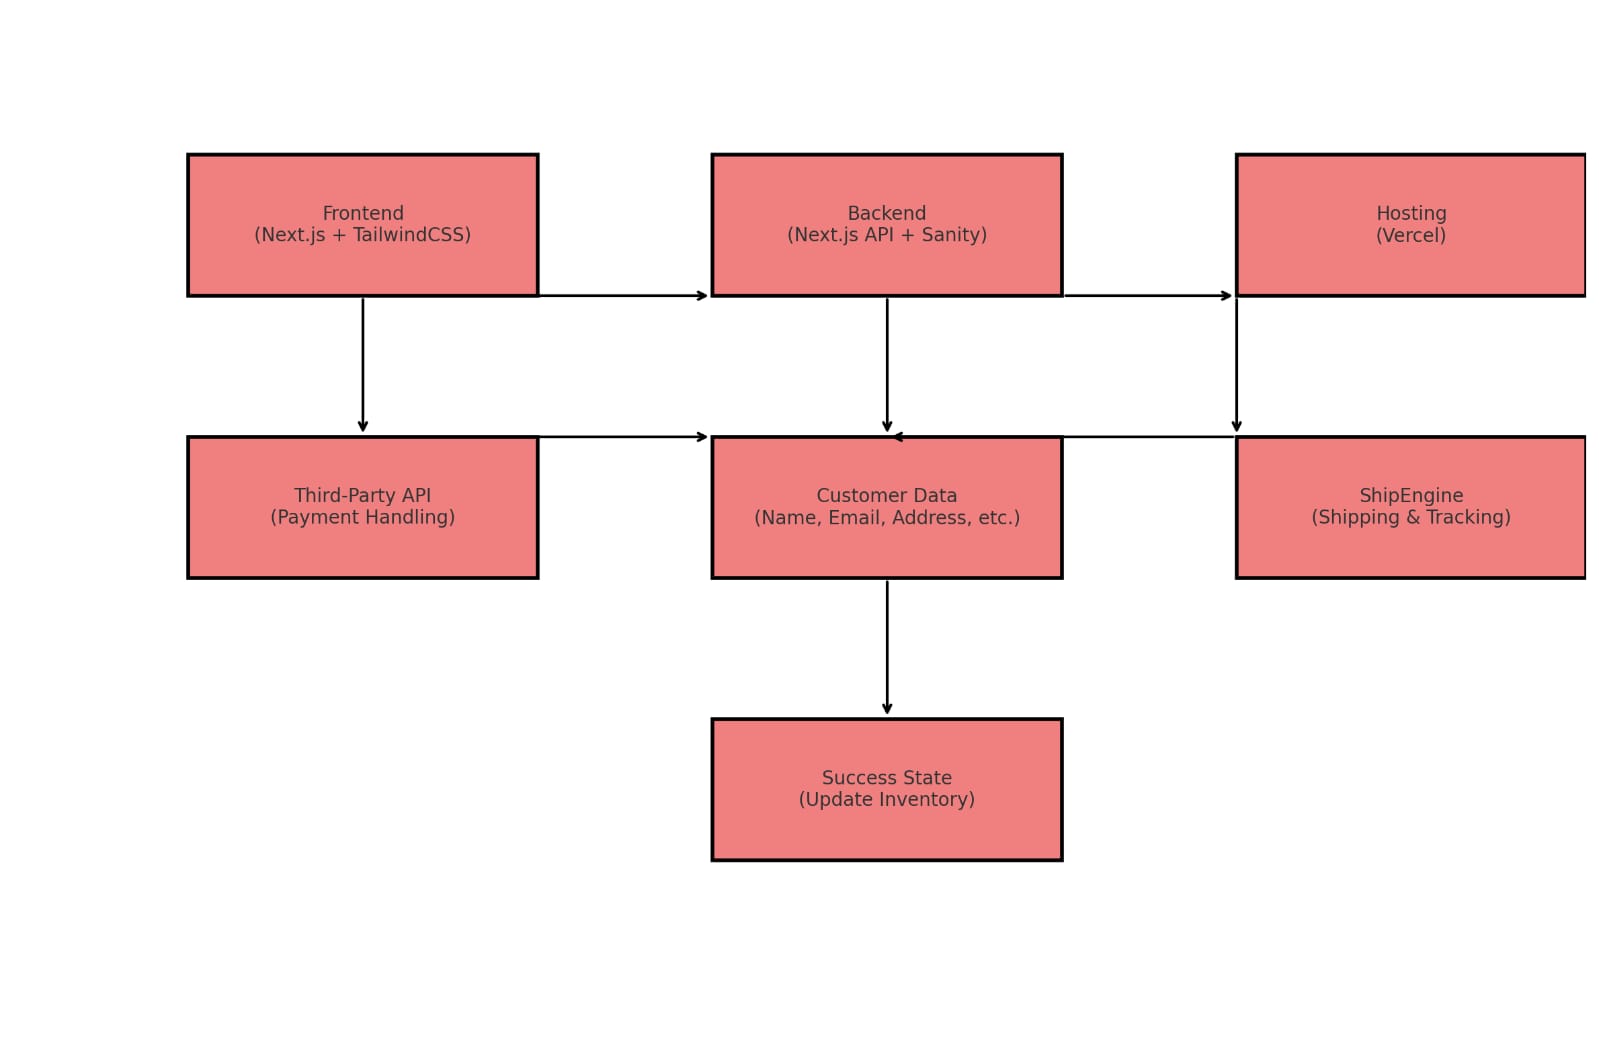 Frontend
(Next.js + TailwindCSS)
Backend
(Next.js API + Sanity)
Hosting
(Vercel)
Third-Party API
(Payment Handling)
Customer Data
(Name, Email, Address, etc.)
ShipEngine
(Shipping & Tracking)
Success State
(Update Inventory)